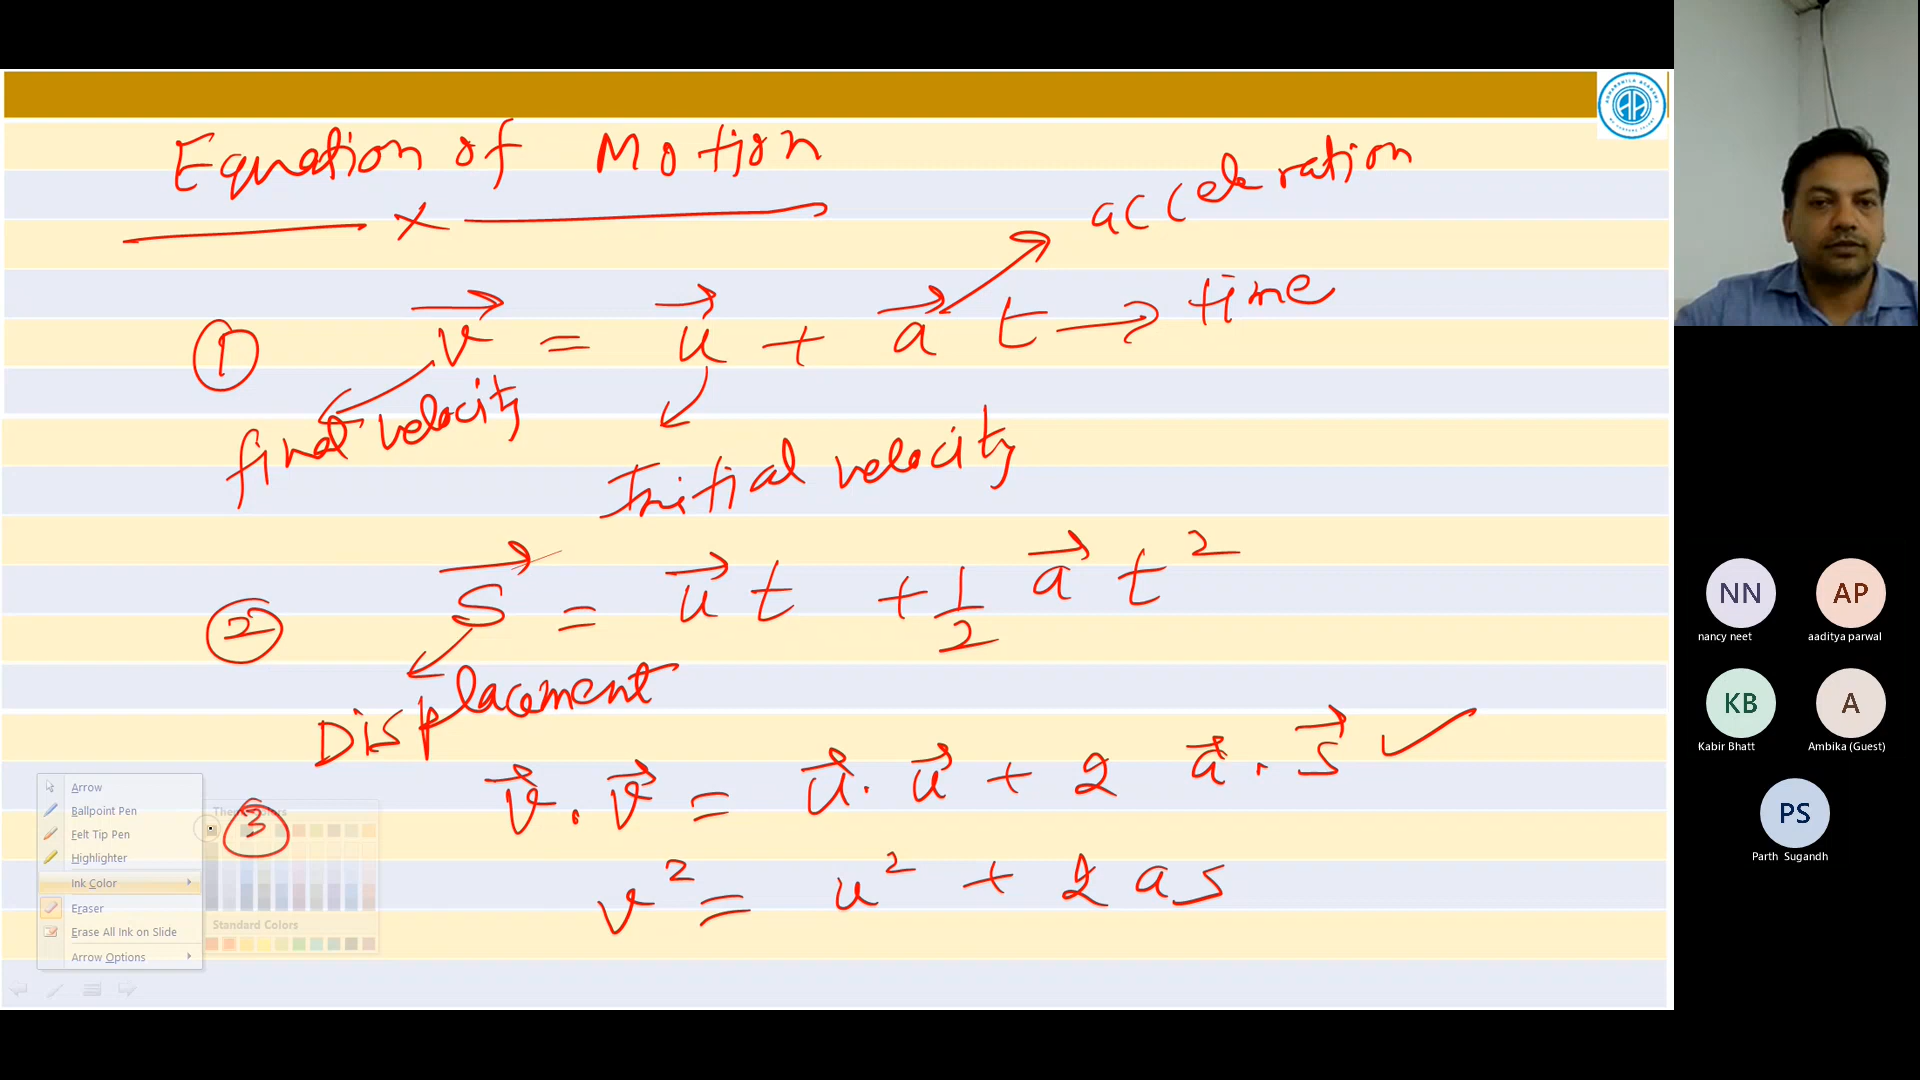 Equation of Motion
acceleration
① v⃗ = u⃗ + a⃗ t → time
final velocity
Initial velocity
② s⃗ = u⃗ t + 1/2 a⃗ t²
Displacement
③ v⃗ . v⃗ = u⃗ . u⃗ + 2 a⃗ . s⃗ ✓
v² = u² + 2 a s
Arrow
Ballpoint Pen
Felt Tip Pen
Highlighter
Ink Color
Eraser
Erase All Ink on Slide
Arrow Options
Standard Colors
NN
nancy neet
AP
aaditya parwal
KB
Kabir Bhatt
A
Ambika (Guest)
PS
Parth Sugandh